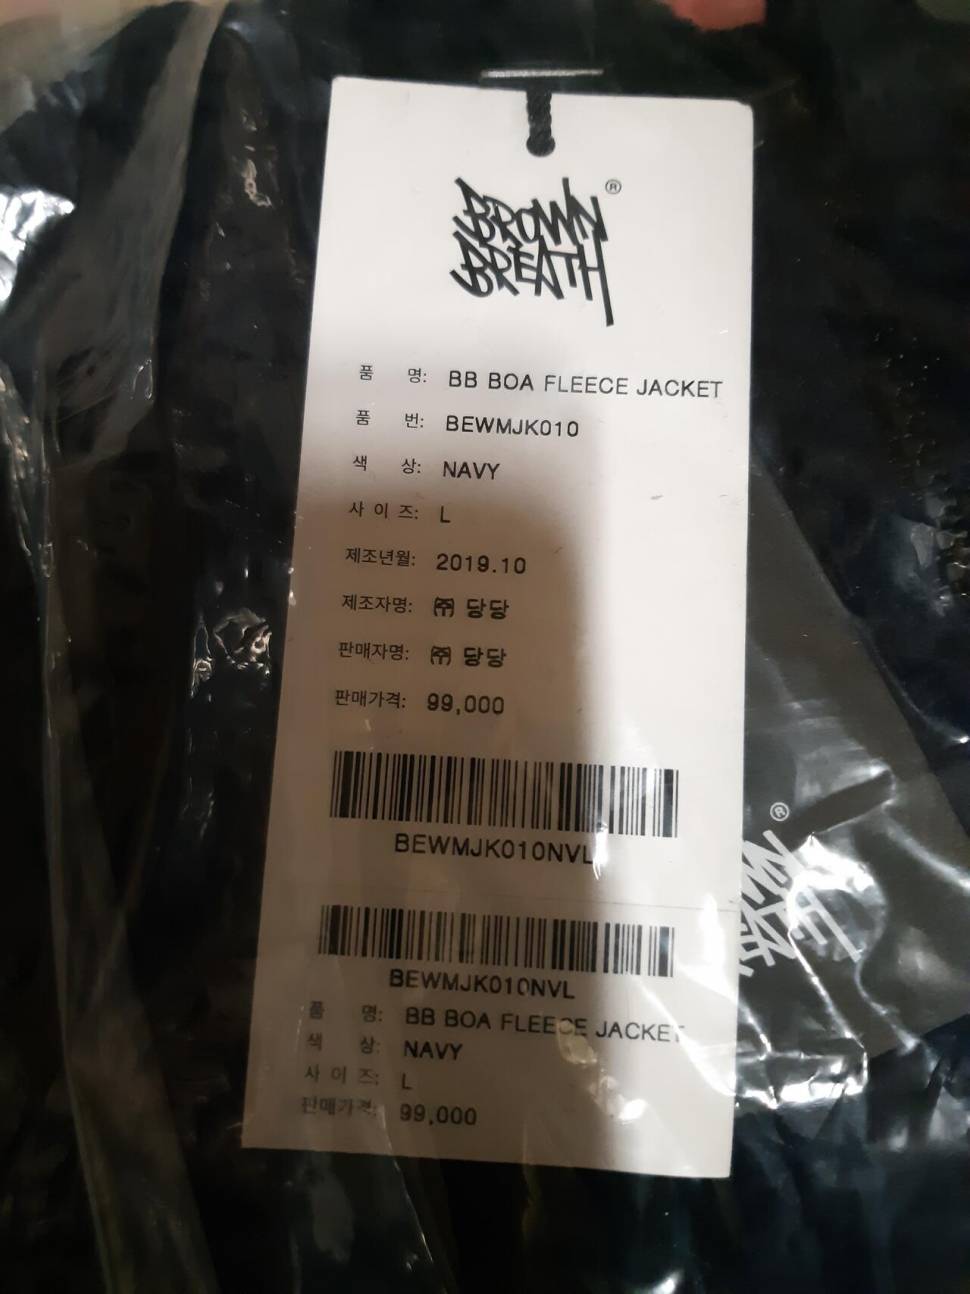 BROWN
BREATH
®
품 명: BB BOA FLEECE JACKET
품 번: BEWMJK010
색 상: NAVY
사 이 즈: L
제조년월: 2019.10
제조자명: ㈜ 당당
판매자명: ㈜ 당당
판매가격: 99,000
BEWMJK010NVL
BEWMJK010NVL
품 명: BB BOA FLEECE JACKET
색 상: NAVY
사 이 즈: L
판매가격: 99,000
®